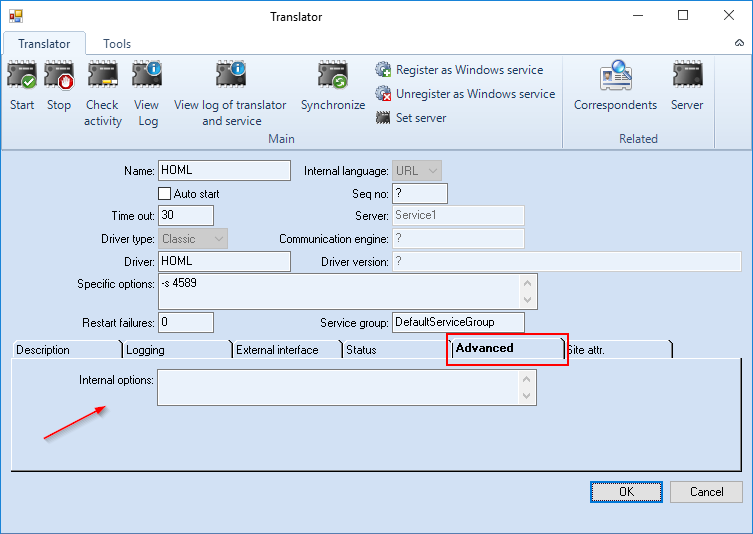 Translator
Translator Tools
Start Stop Check activity View Log View log of translator and service Synchronize
Register as Windows service
Unregister as Windows service
Set server
Correspondents Server
Main Related
Name: HOML Internal language: URL
Auto start Seq no: ?
Time out: 30 Server: Service1
Driver type: Classic Communication engine: ?
Driver: HOML Driver version: ?
Specific options: -s 4589
Restart failures: 0 Service group: DefaultServiceGroup
Description Logging External interface Status Advanced Site attr.
Internal options:
OK Cancel